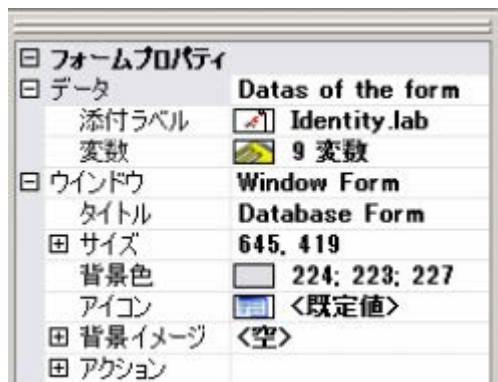 フォームプロパティ
データ Datas of the form
添付ラベル Identity.lab
変数 9 変数
ウインドウ Window Form
タイトル Database Form
サイズ 645, 419
背景色 224; 223; 227
アイコン <既定値>
背景イメージ <空>
アクション